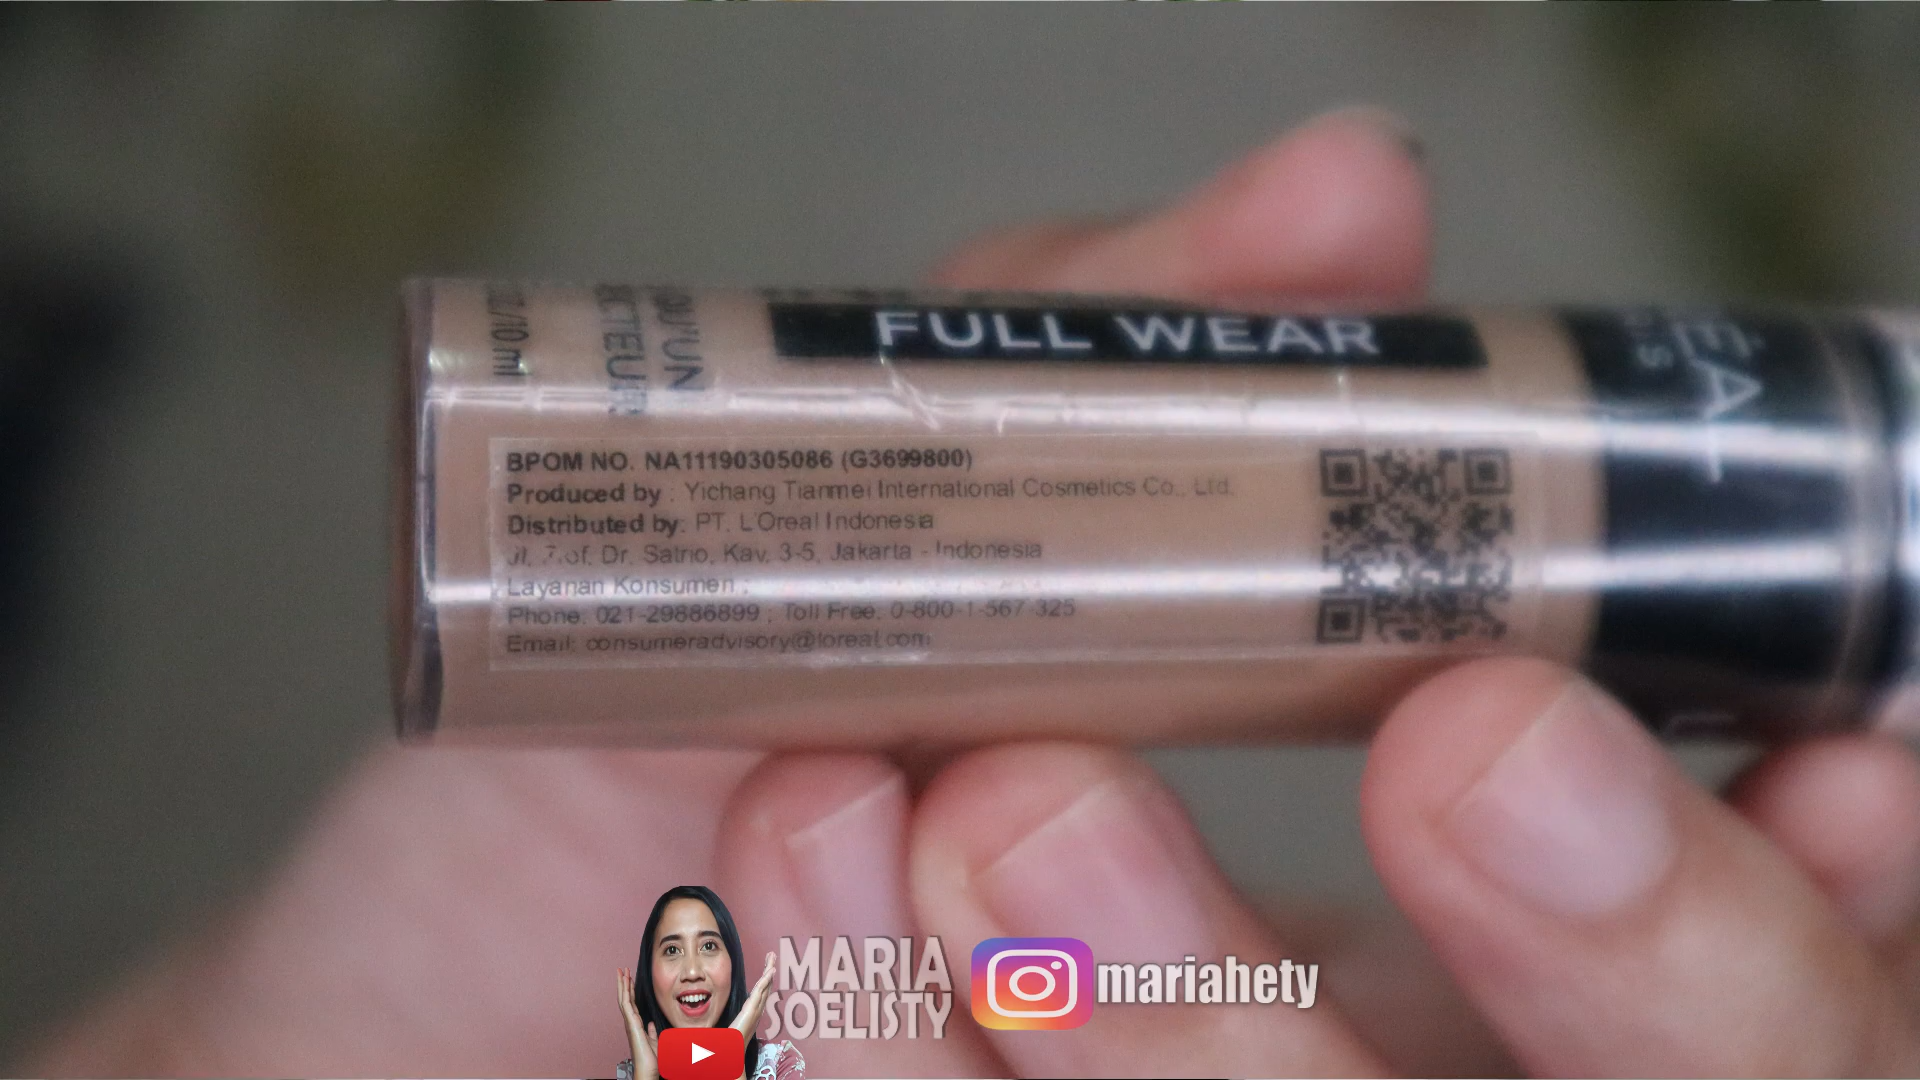 /10 ml
FULL WEAR
BPOM NO. NA11190305086 (G3699800)
Produced by : Yichang Tianmei International Cosmetics Co., Ltd.
Distributed by: PT. L'Oreal Indonesia
Dr. Satrio, Kav. 3-5, Jakarta - Indonesia
Layanan Konsumen :
Phone: 021-29886899 ; Toll Free: 0-800-1-567-325
Email: consumeradvisory@loreal.com
MARIA
SOELISTY
mariahety